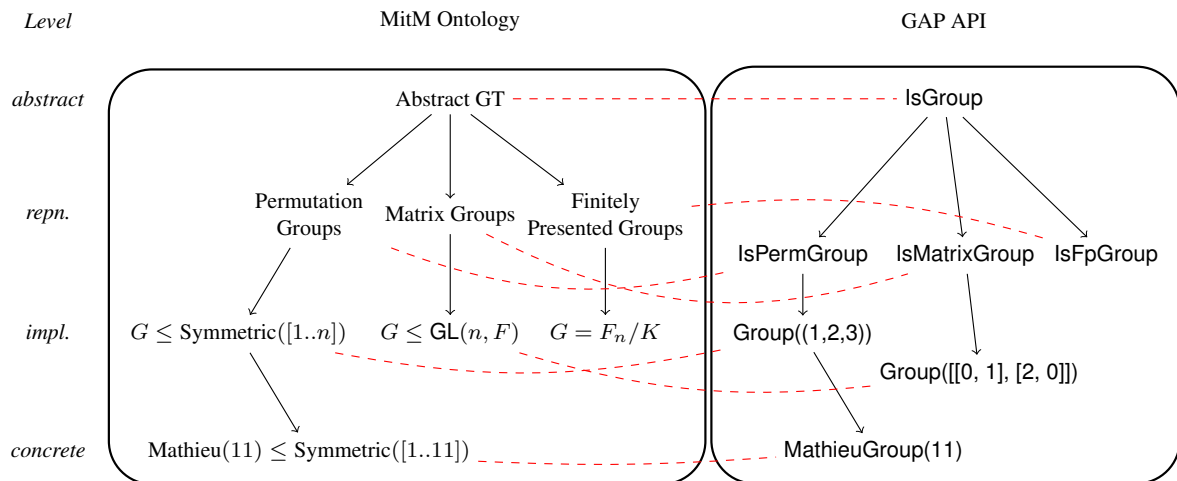 Level MitM Ontology GAP API
abstract Abstract GT IsGroup
repn. Permutation Groups Matrix Groups Finitely Presented Groups
IsPermGroup IsMatrixGroup IsFpGroup
impl. G ≤ Symmetric([1..n]) G ≤ GL(n, F) G = Fₙ/K Group((1,2,3))
Group([[0, 1], [2, 0]])
concrete Mathieu(11) ≤ Symmetric([1..11]) MathieuGroup(11)